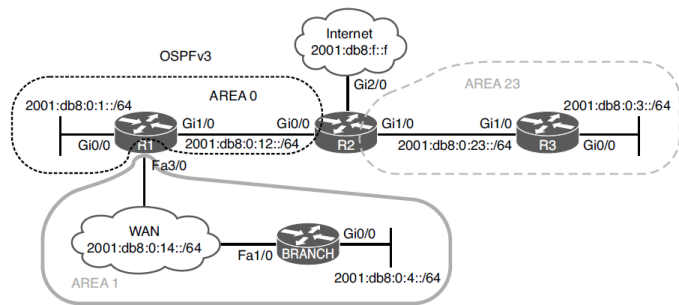 Internet
2001:db8:f::f
OSPFv3
Gi2/0
AREA 23
AREA 0
2001:db8:0:1::/64
2001:db8:0:3::/64
Gi1/0
Gi0/0
Gi1/0
Gi1/0
Gi0/0
2001:db8:0:12::/64
2001:db8:0:23::/64
Gi0/0
R1
R2
R3
Fa3/0
WAN
2001:db8:0:14::/64
Gi0/0
Fa1/0
BRANCH
AREA 1
2001:db8:0:4::/64